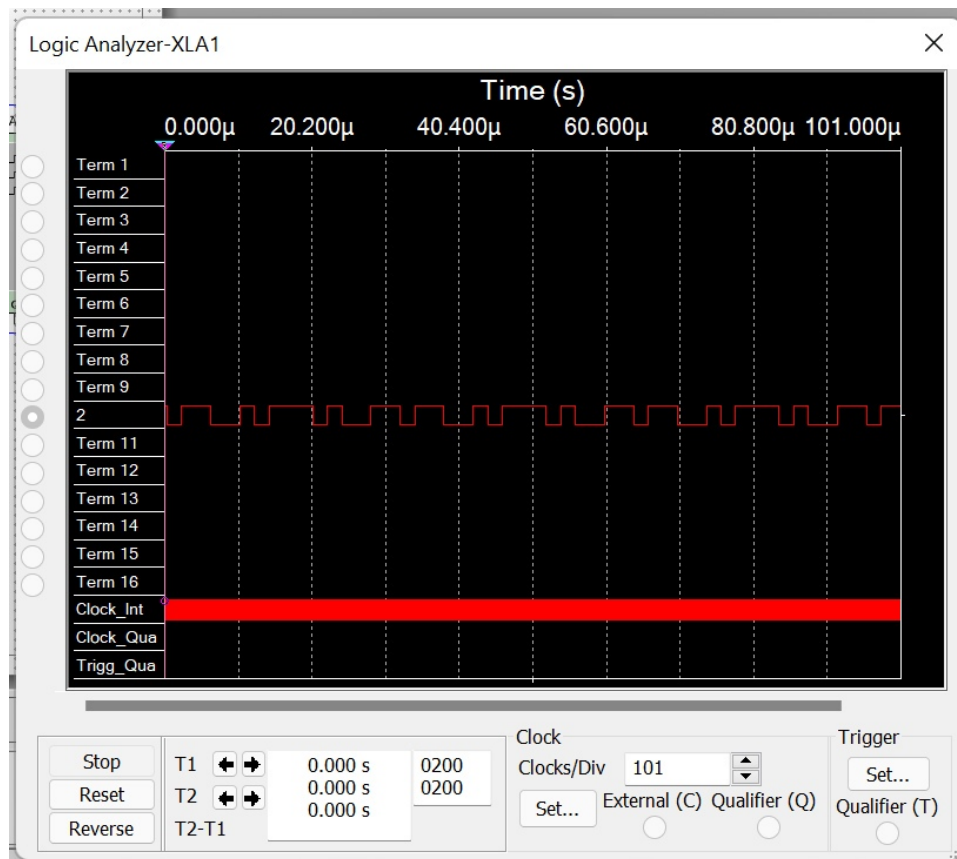 Logic Analyzer-XLA1
Time (s)
0.000µ 20.200µ 40.400µ 60.600µ 80.800µ 101.000µ
Term 1
Term 2
Term 3
Term 4
Term 5
Term 6
Term 7
Term 8
Term 9
2
Term 11
Term 12
Term 13
Term 14
Term 15
Term 16
Clock_Int
Clock_Qua
Trigg_Qua
Stop
Reset
Reverse
T1
T2
T2-T1
0.000 s
0.000 s
0.000 s
0200
0200
Clock
Clocks/Div 101
Set...
External (C) Qualifier (Q)
Trigger
Set...
Qualifier (T)